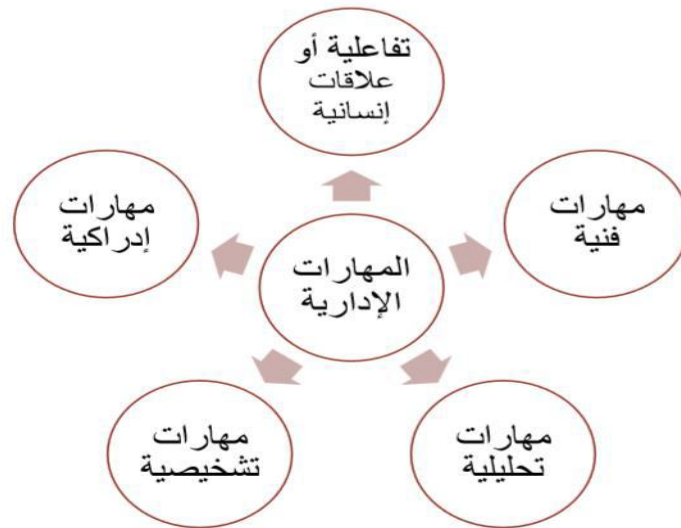 تفاعلية أو
علاقات
إنسانية
مهارات
فنية
مهارات
إدراكية
المهارات
الإدارية
مهارات
تحليلية
مهارات
تشخيصية